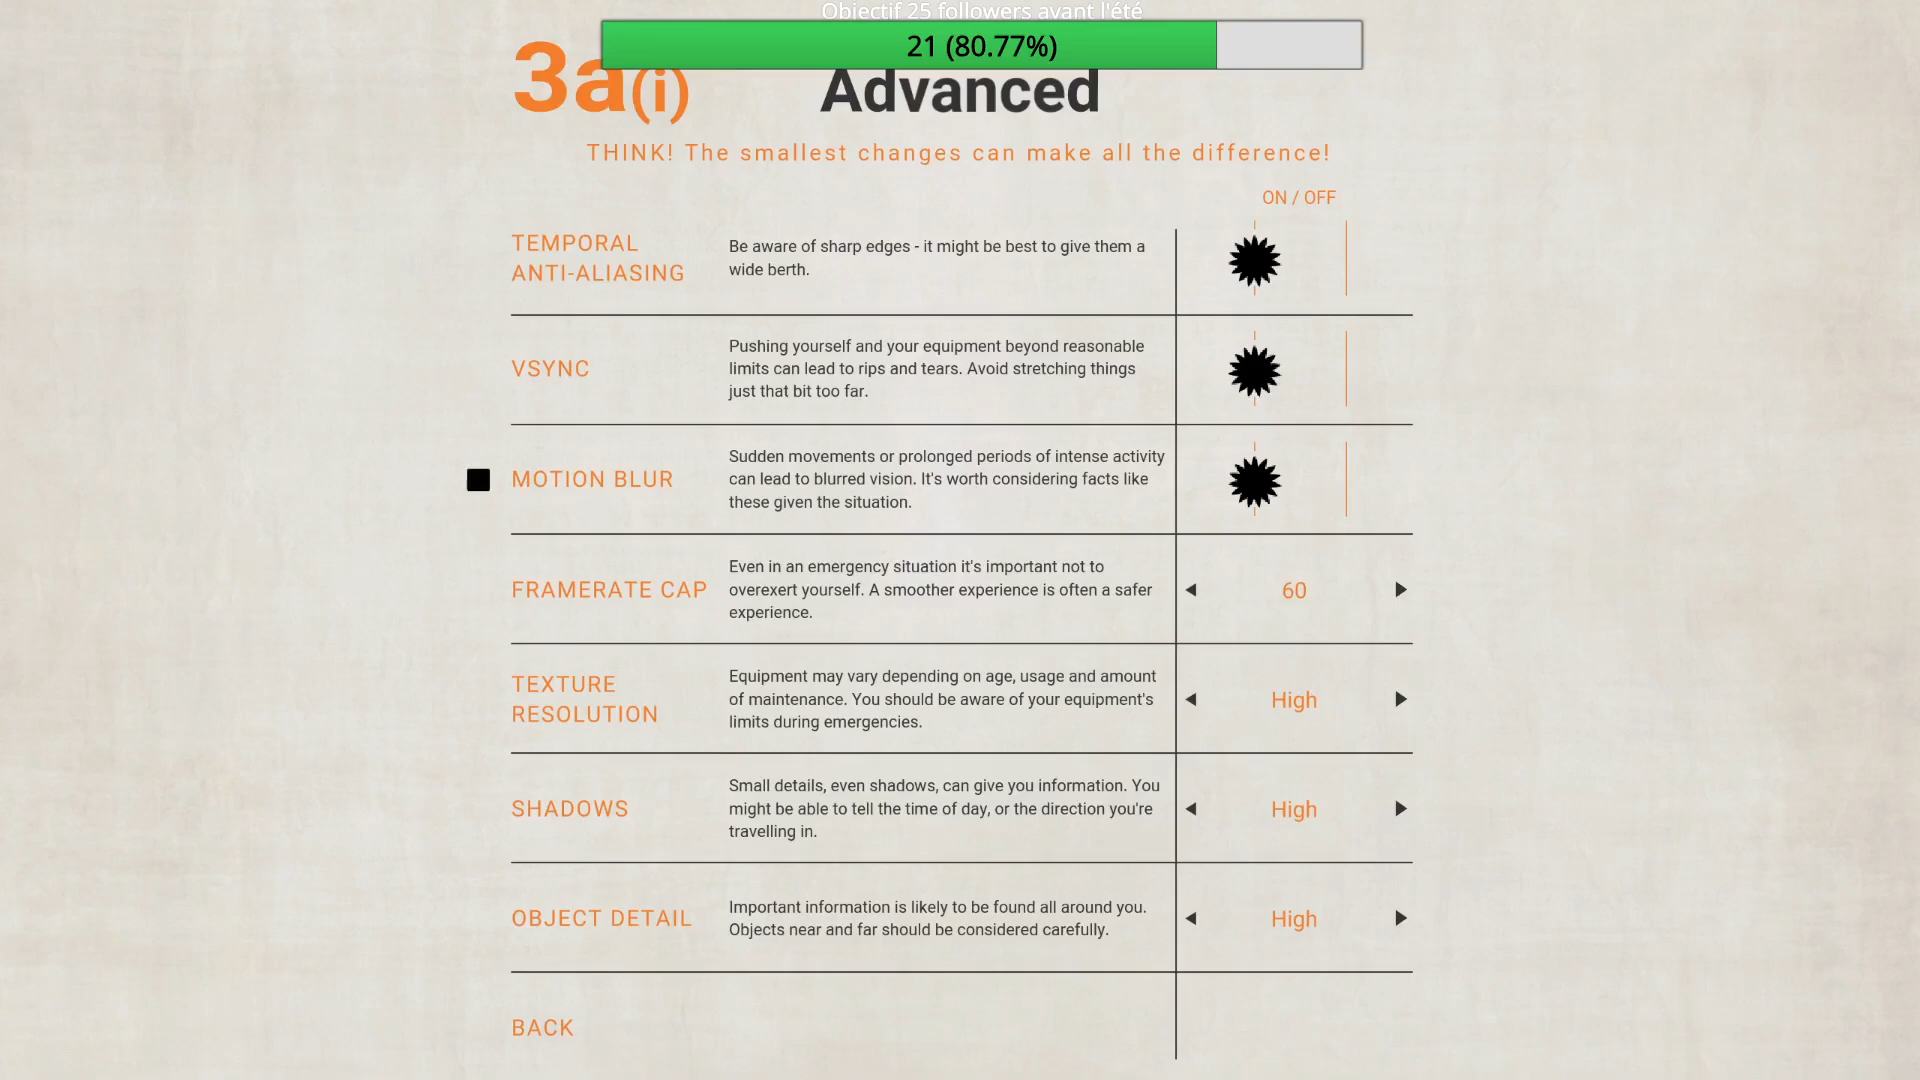 Objectif 25 followers avant l'été
21 (80.77%)
3a(i)
Advanced
THINK! The smallest changes can make all the difference!
ON / OFF
TEMPORAL
ANTI-ALIASING
Be aware of sharp edges - it might be best to give them a
wide berth.
VSYNC
Pushing yourself and your equipment beyond reasonable
limits can lead to rips and tears. Avoid stretching things
just that bit too far.
MOTION BLUR
Sudden movements or prolonged periods of intense activity
can lead to blurred vision. It's worth considering facts like
these given the situation.
FRAMERATE CAP
Even in an emergency situation it's important not to
overexert yourself. A smoother experience is often a safer
experience.
60
TEXTURE
RESOLUTION
Equipment may vary depending on age, usage and amount
of maintenance. You should be aware of your equipment's
limits during emergencies.
High
SHADOWS
Small details, even shadows, can give you information. You
might be able to tell the time of day, or the direction you're
travelling in.
High
OBJECT DETAIL
Important information is likely to be found all around you.
Objects near and far should be considered carefully.
High
BACK